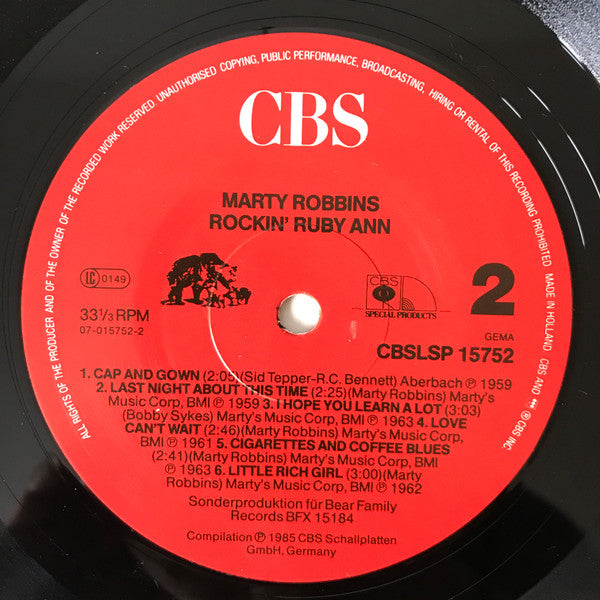 ALL RIGHTS OF THE PRODUCER AND OF THE OWNER OF THE RECORDED WORK RESERVED. UNAUTHORISED COPYING, PUBLIC PERFORMANCE, BROADCASTING, HIRING OR RENTAL OF THIS RECORDING PROHIBITED MADE IN HOLLAND CBS AND ® CBS INC
CBS
MARTY ROBBINS
ROCKIN' RUBY ANN
LC 0149
CBS
SPECIAL PRODUCTS
2
33 1/3 RPM
GEMA
07-015752-2
CBSLSP 15752
1. CAP AND GOWN (2:05)(Sid Tepper-R.C. Bennett) Aberbach ℗ 1959
2. LAST NIGHT ABOUT THIS TIME (2:25)(Marty Robbins) Marty's
Music Corp, BMI ℗ 1959 3. I HOPE YOU LEARN A LOT (3:03)
(Bobby Sykes) Marty's Music Corp, BMI ℗ 1963 4. LOVE
CAN'T WAIT (2:46)(Marty Robbins) Marty's Music Corp,
BMI ℗ 1961 5. CIGARETTES AND COFFEE BLUES
(2:41)(Marty Robbins) Marty's Music Corp, BMI
℗ 1963 6. LITTLE RICH GIRL (3:00)(Marty
Robbins) Marty's Music Corp, BMI ℗ 1962
Sonderproduktion für Bear Family
Records BFX 15184
Compilation ℗ 1985 CBS Schallplatten
GmbH, Germany